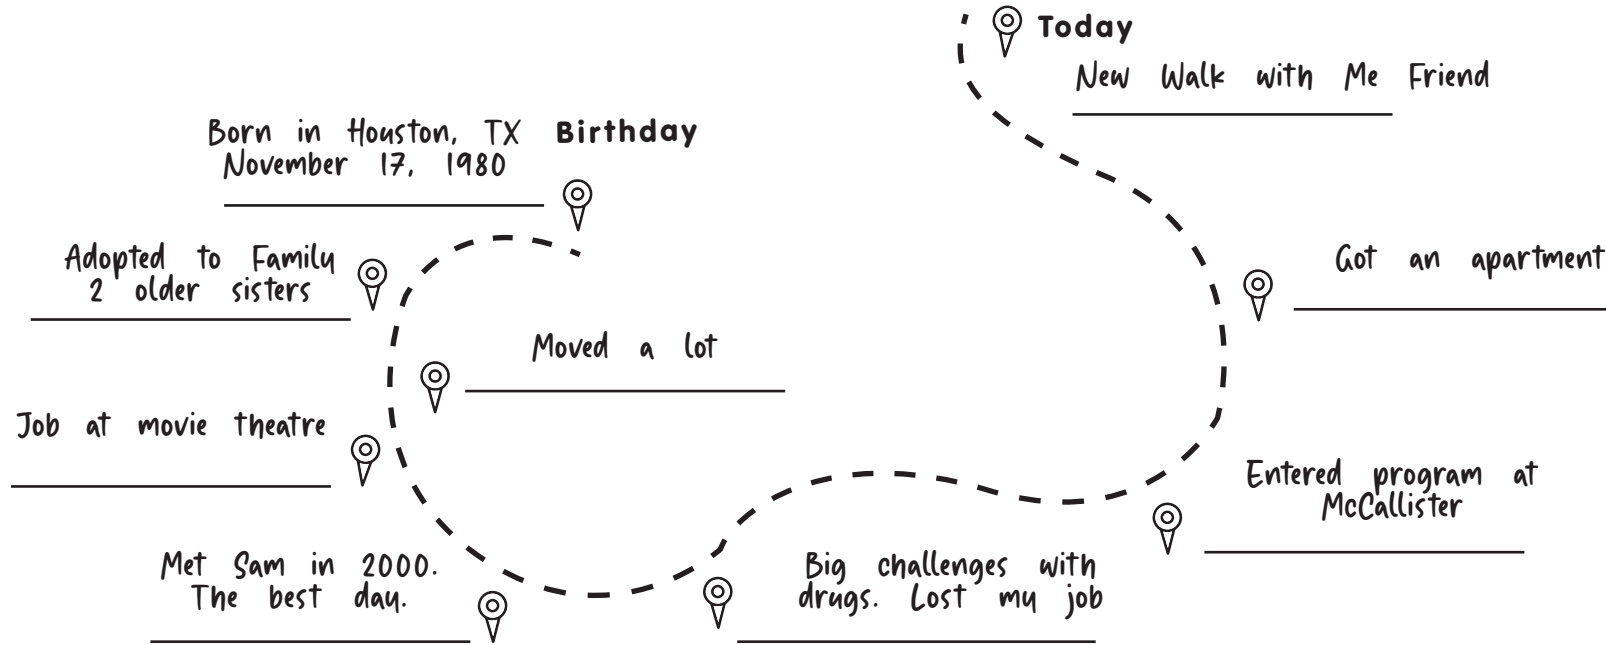 Today
New Walk with Me Friend
Born in Houston, TX Birthday
November 17, 1980
Adopted to Family
2 older sisters
Got an apartment
Moved a lot
Job at movie theatre
Entered program at
McCallister
Met Sam in 2000.
The best day.
Big challenges with
drugs. Lost my job